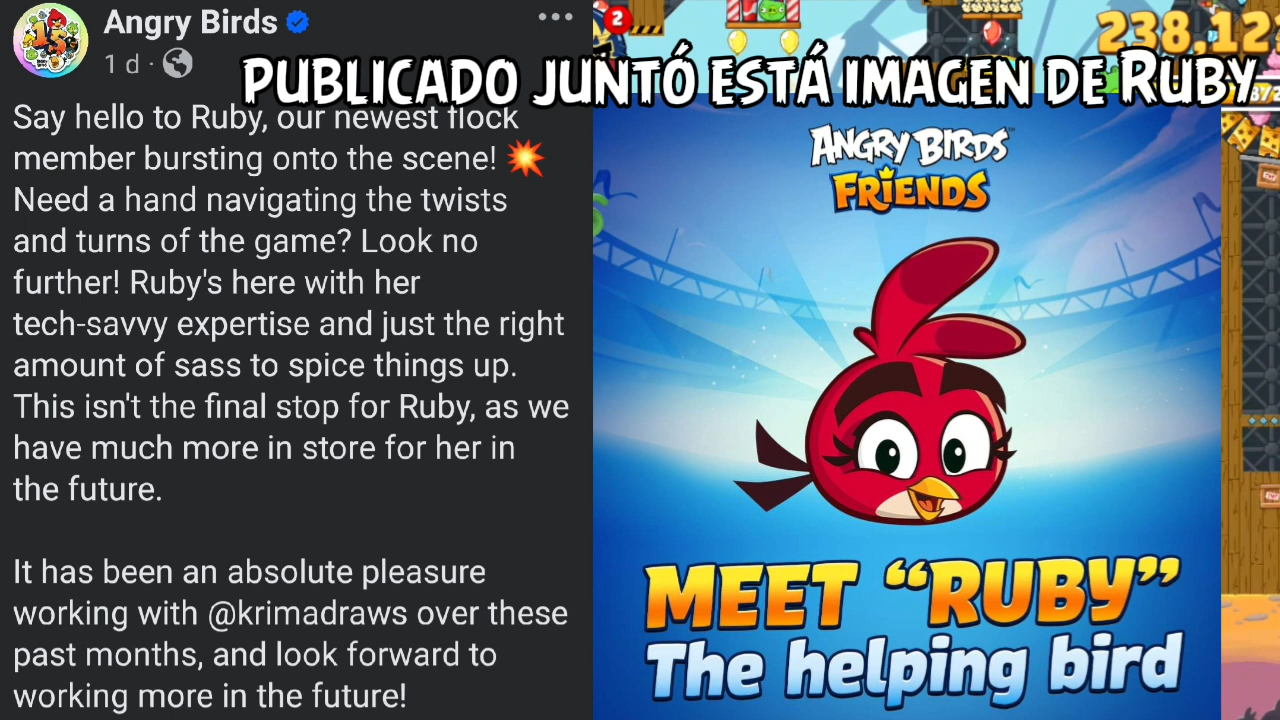 Angry Birds
1 d ·
2
238,12
PUBLICADO JUNTÓ ESTÁ IMAGEN DE RUBY
Say hello to Ruby, our newest flock
member bursting onto the scene! 💥
Need a hand navigating the twists
and turns of the game? Look no
further! Ruby's here with her
tech-savvy expertise and just the right
amount of sass to spice things up.
This isn't the final stop for Ruby, as we
have much more in store for her in
the future.
It has been an absolute pleasure
working with @krimadraws over these
past months, and look forward to
working more in the future!
ANGRY BIRDS
FRIENDS
MEET “RUBY”
The helping bird